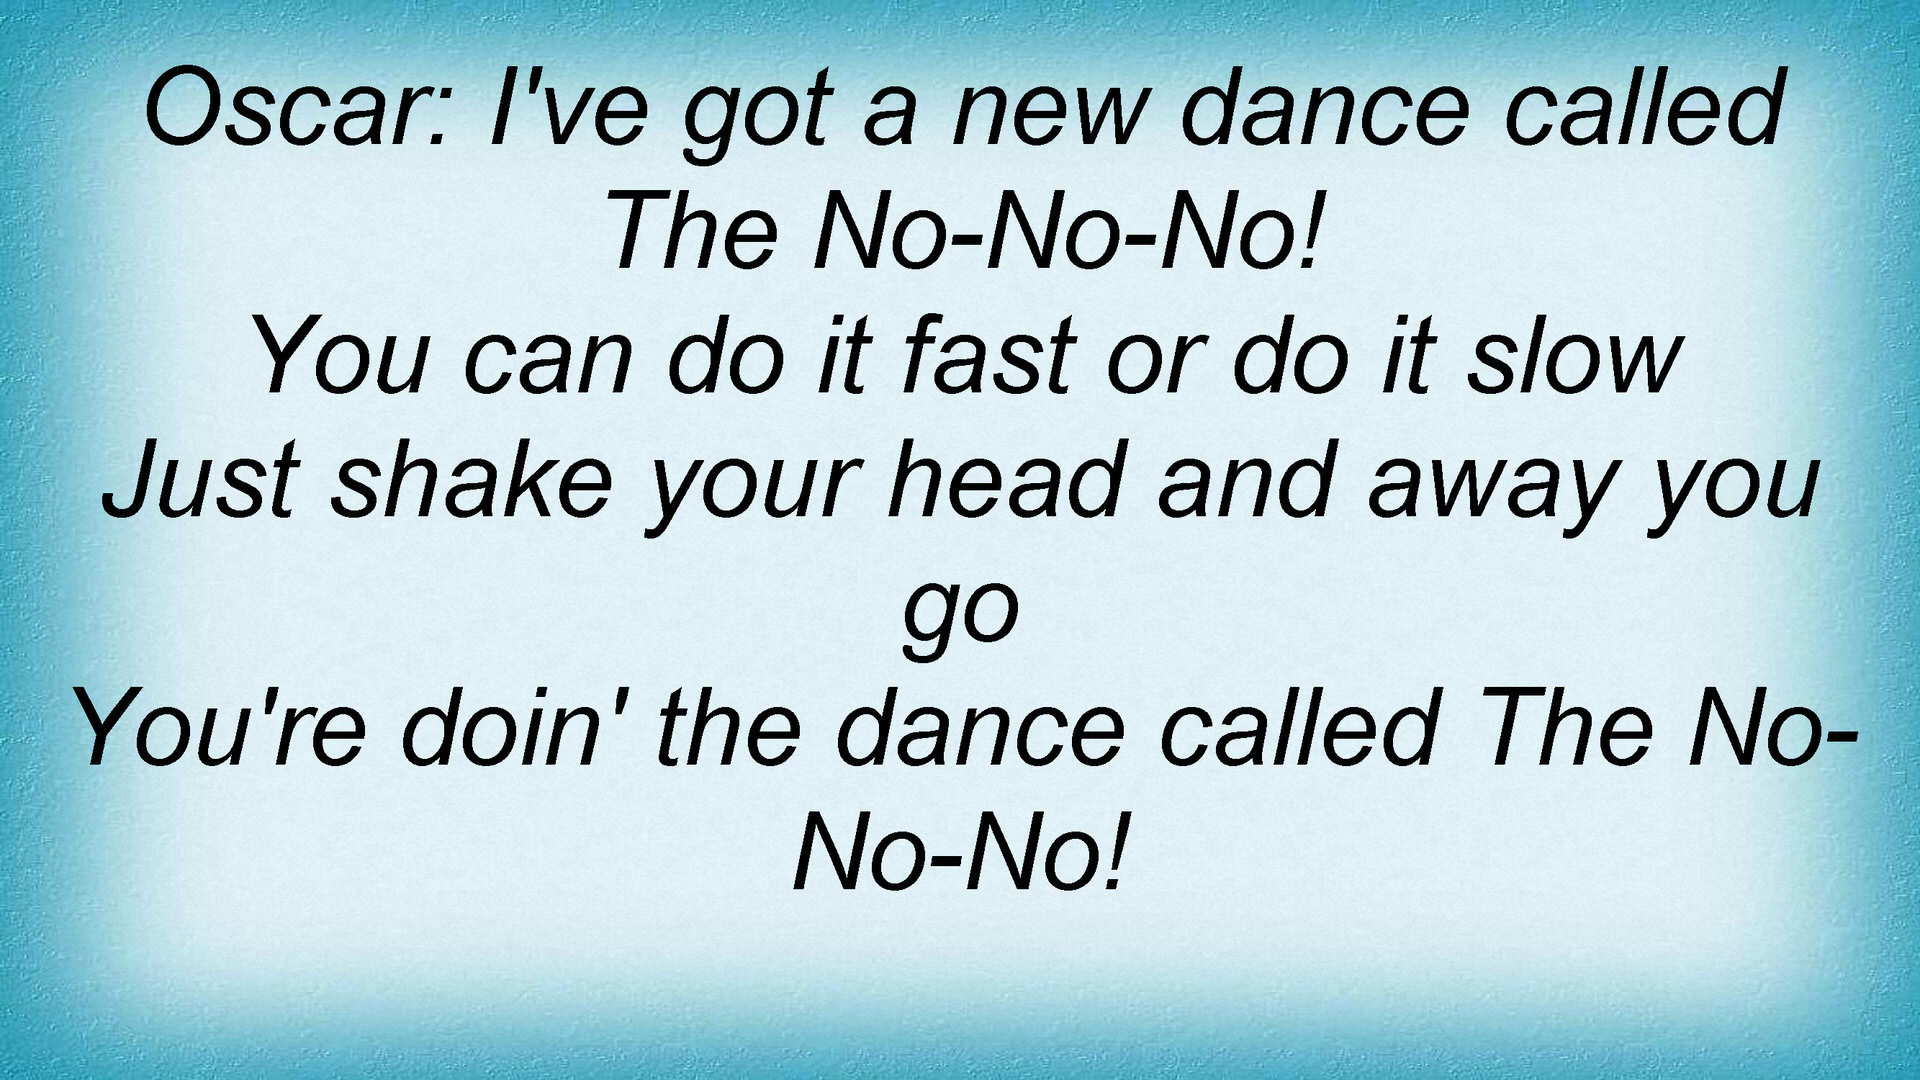 Oscar: I've got a new dance called
The No-No-No!
You can do it fast or do it slow
Just shake your head and away you
go
You're doin' the dance called The No-
No-No!